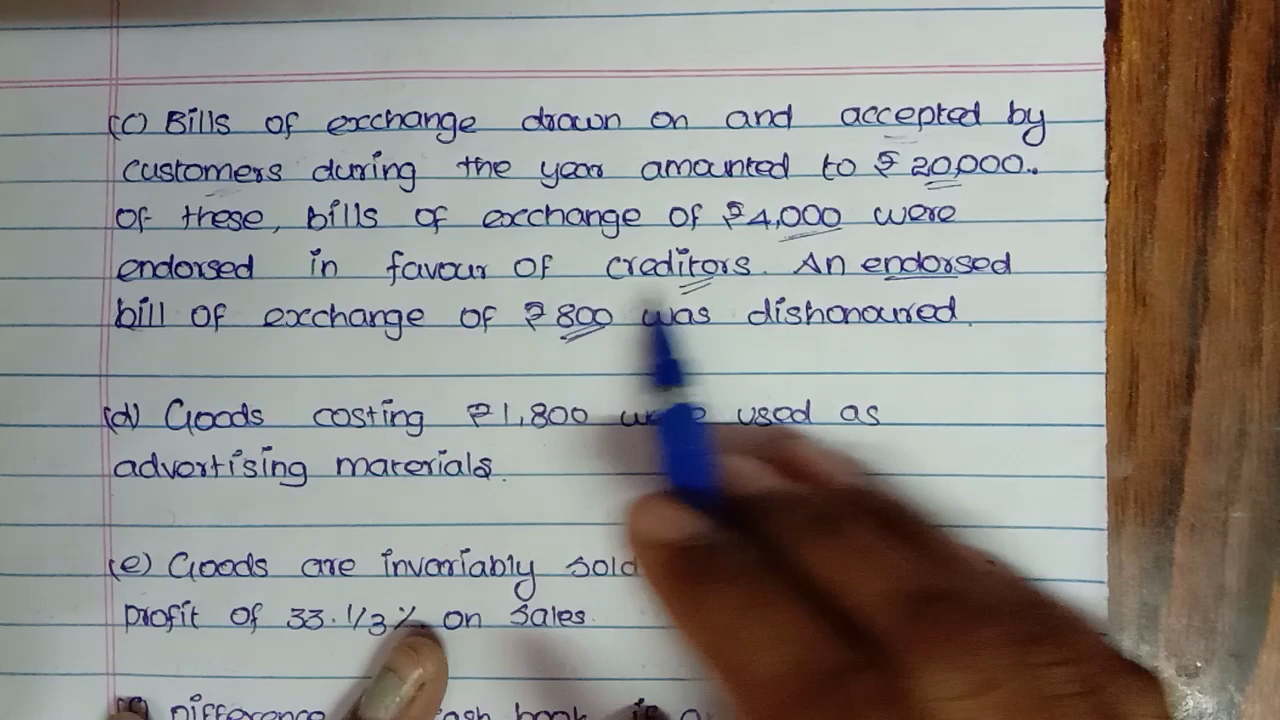 (c) Bills of exchange drawn on and accepted by
customers during the year amounted to ₹ 20,000.
Of these, bills of exchange of ₹4,000 were
endorsed in favour of creditors. An endorsed
bill of exchange of ₹800 was dishonoured.
(d) Goods costing ₹1,800 used as
advertising materials.
(e) Goods are invariably sold
profit of 33.1/3% on sales.
Difference book is